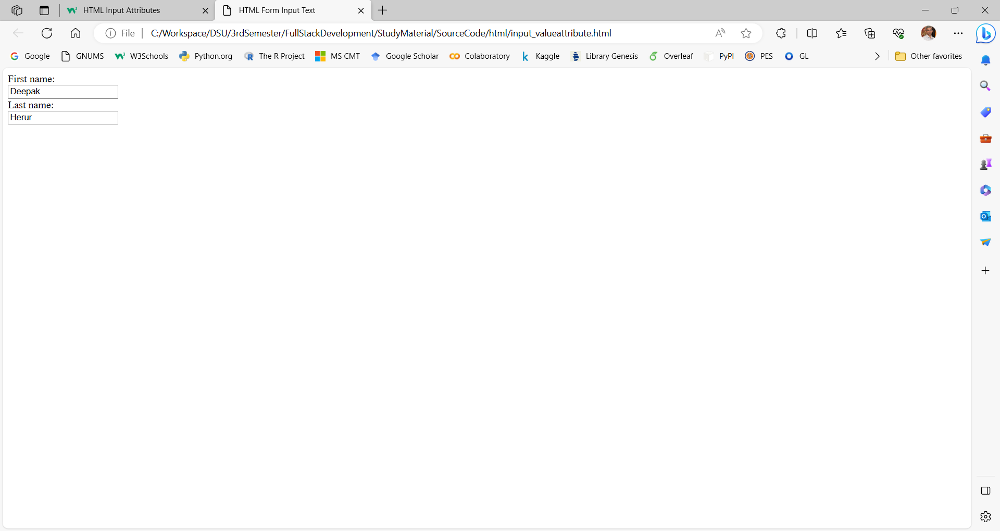 HTML Input Attributes
HTML Form Input Text
File
C:/Workspace/DSU/3rdSemester/FullStackDevelopment/StudyMaterial/SourceCode/html/input_valueattribute.html
Google GNUMS W3Schools Python.org The R Project MS CMT Google Scholar Colaboratory Kaggle Library Genesis Overleaf PyPI PES GL Other favorites
First name:
Deepak
Last name:
Herur